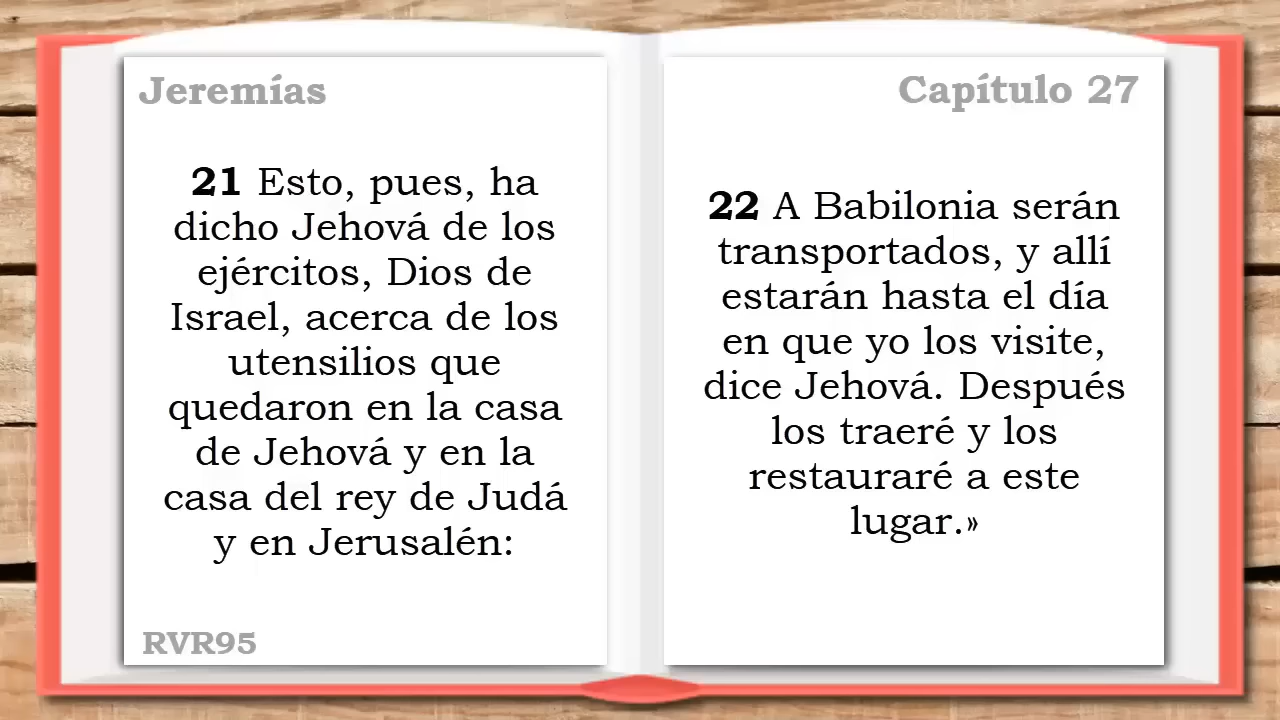 Jeremías
21 Esto, pues, ha
dicho Jehová de los
ejércitos, Dios de
Israel, acerca de los
utensilios que
quedaron en la casa
de Jehová y en la
casa del rey de Judá
y en Jerusalén:
RVR95
Capítulo 27
22 A Babilonia serán
transportados, y allí
estarán hasta el día
en que yo los visite,
dice Jehová. Después
los traeré y los
restauraré a este
lugar.»